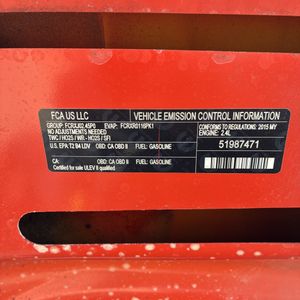 FCA US LLC
VEHICLE EMISSION CONTROL INFORMATION
GROUP: FCRXJ02.45P0 EVAP: FCRXR0116PK1
NO ADJUSTMENTS NEEDED
TWC / HO2S / WR- HO2S / SFI
CONFORMS TO REGULATIONS: 2015 MY
ENGINE:
2.4L
U.S. EPA: T2 B4 LDV OBD: CA OBD II FUEL: GASOLINE
51987471
CA: OBD: CA OBD II FUEL: GASOLINE
Certified for sale ULEV II qualified